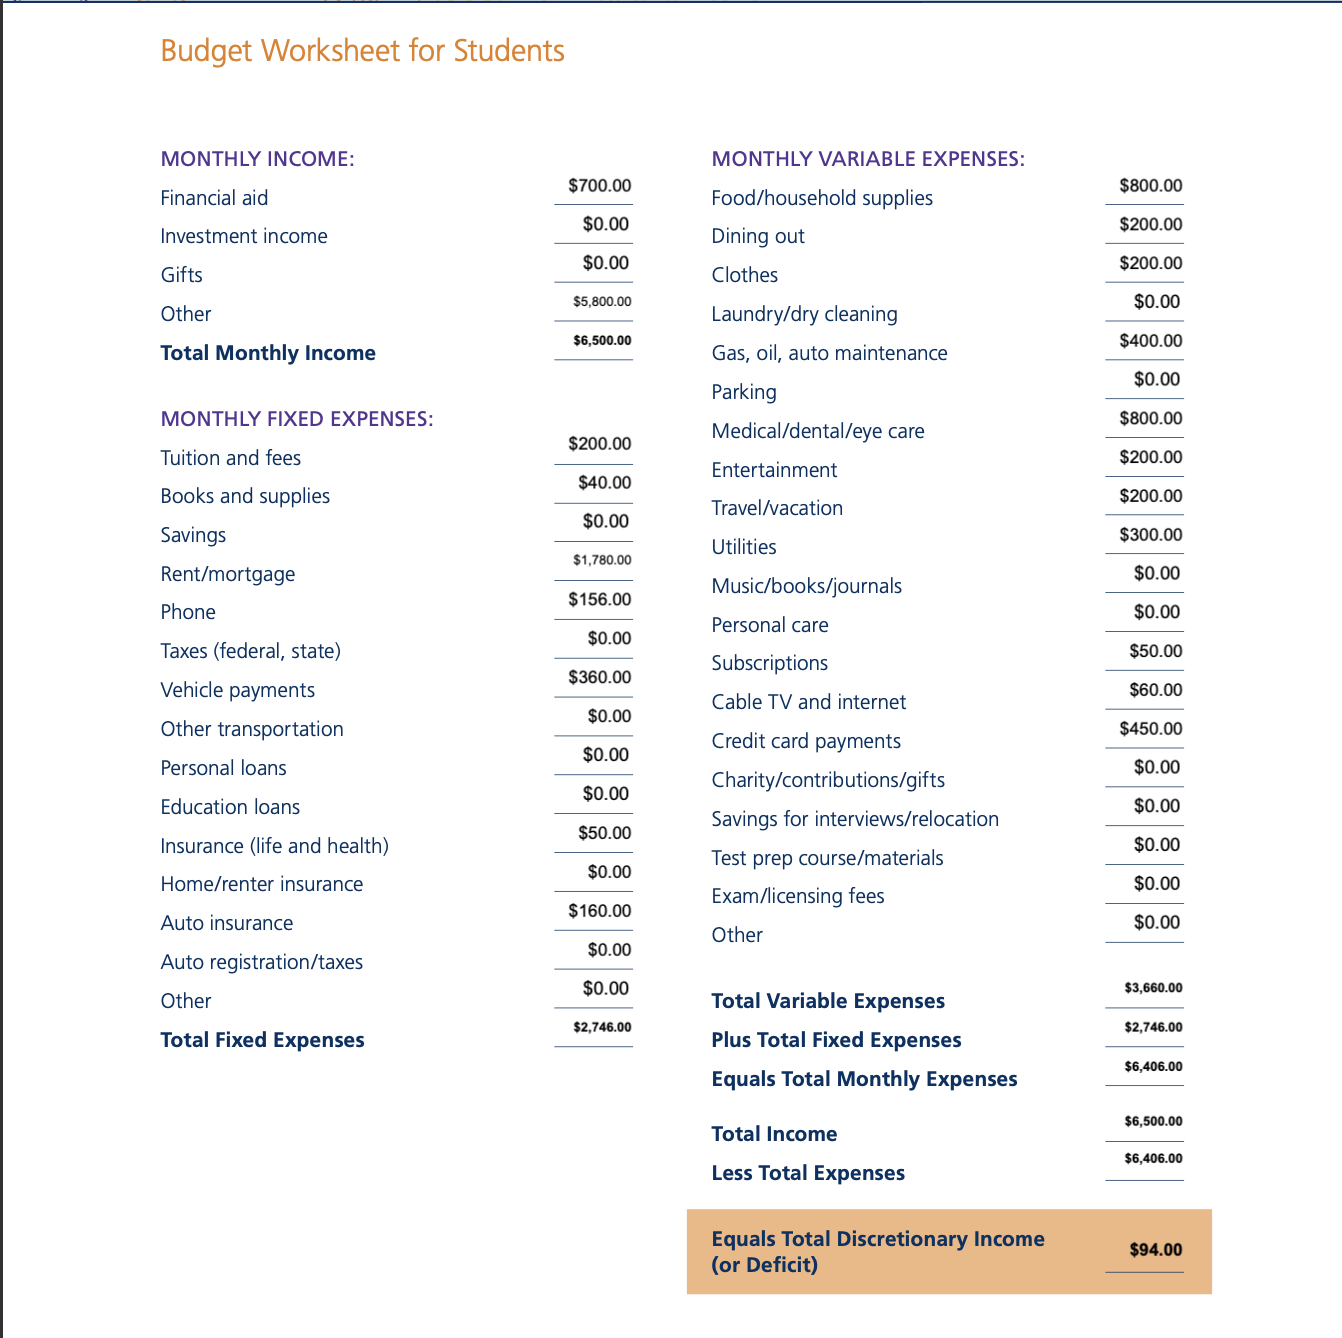 Budget Worksheet for Students
MONTHLY INCOME:
Financial aid $700.00
Investment income $0.00
Gifts $0.00
Other $5,800.00
Total Monthly Income $6,500.00
MONTHLY FIXED EXPENSES:
Tuition and fees $200.00
Books and supplies $40.00
Savings $0.00
Rent/mortgage $1,780.00
Phone $156.00
Taxes (federal, state) $0.00
Vehicle payments $360.00
Other transportation $0.00
Personal loans $0.00
Education loans $0.00
Insurance (life and health) $50.00
Home/renter insurance $0.00
Auto insurance $160.00
Auto registration/taxes $0.00
Other $0.00
Total Fixed Expenses $2,746.00
MONTHLY VARIABLE EXPENSES:
Food/household supplies $800.00
Dining out $200.00
Clothes $200.00
Laundry/dry cleaning $0.00
Gas, oil, auto maintenance $400.00
Parking $0.00
Medical/dental/eye care $800.00
Entertainment $200.00
Travel/vacation $200.00
Utilities $300.00
Music/books/journals $0.00
Personal care $0.00
Subscriptions $50.00
Cable TV and internet $60.00
Credit card payments $450.00
Charity/contributions/gifts $0.00
Savings for interviews/relocation $0.00
Test prep course/materials $0.00
Exam/licensing fees $0.00
Other $0.00
Total Variable Expenses $3,660.00
Plus Total Fixed Expenses $2,746.00
Equals Total Monthly Expenses $6,406.00
Total Income $6,500.00
Less Total Expenses $6,406.00
Equals Total Discretionary Income
(or Deficit) $94.00